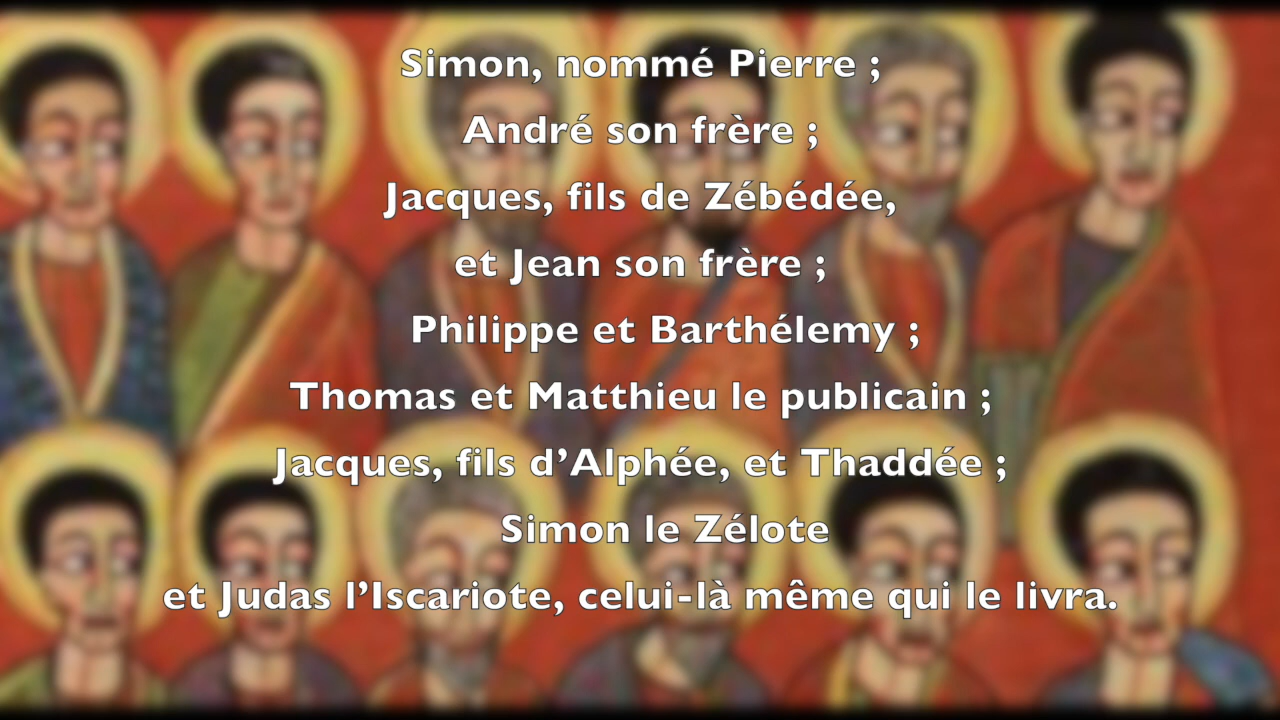 Simon, nommé Pierre ;
André son frère ;
Jacques, fils de Zébédée,
et Jean son frère ;
Philippe et Barthélemy ;
Thomas et Matthieu le publicain ;
Jacques, fils d’Alphée, et Thaddée ;
Simon le Zélote
et Judas l’Iscariote, celui-là même qui le livra.